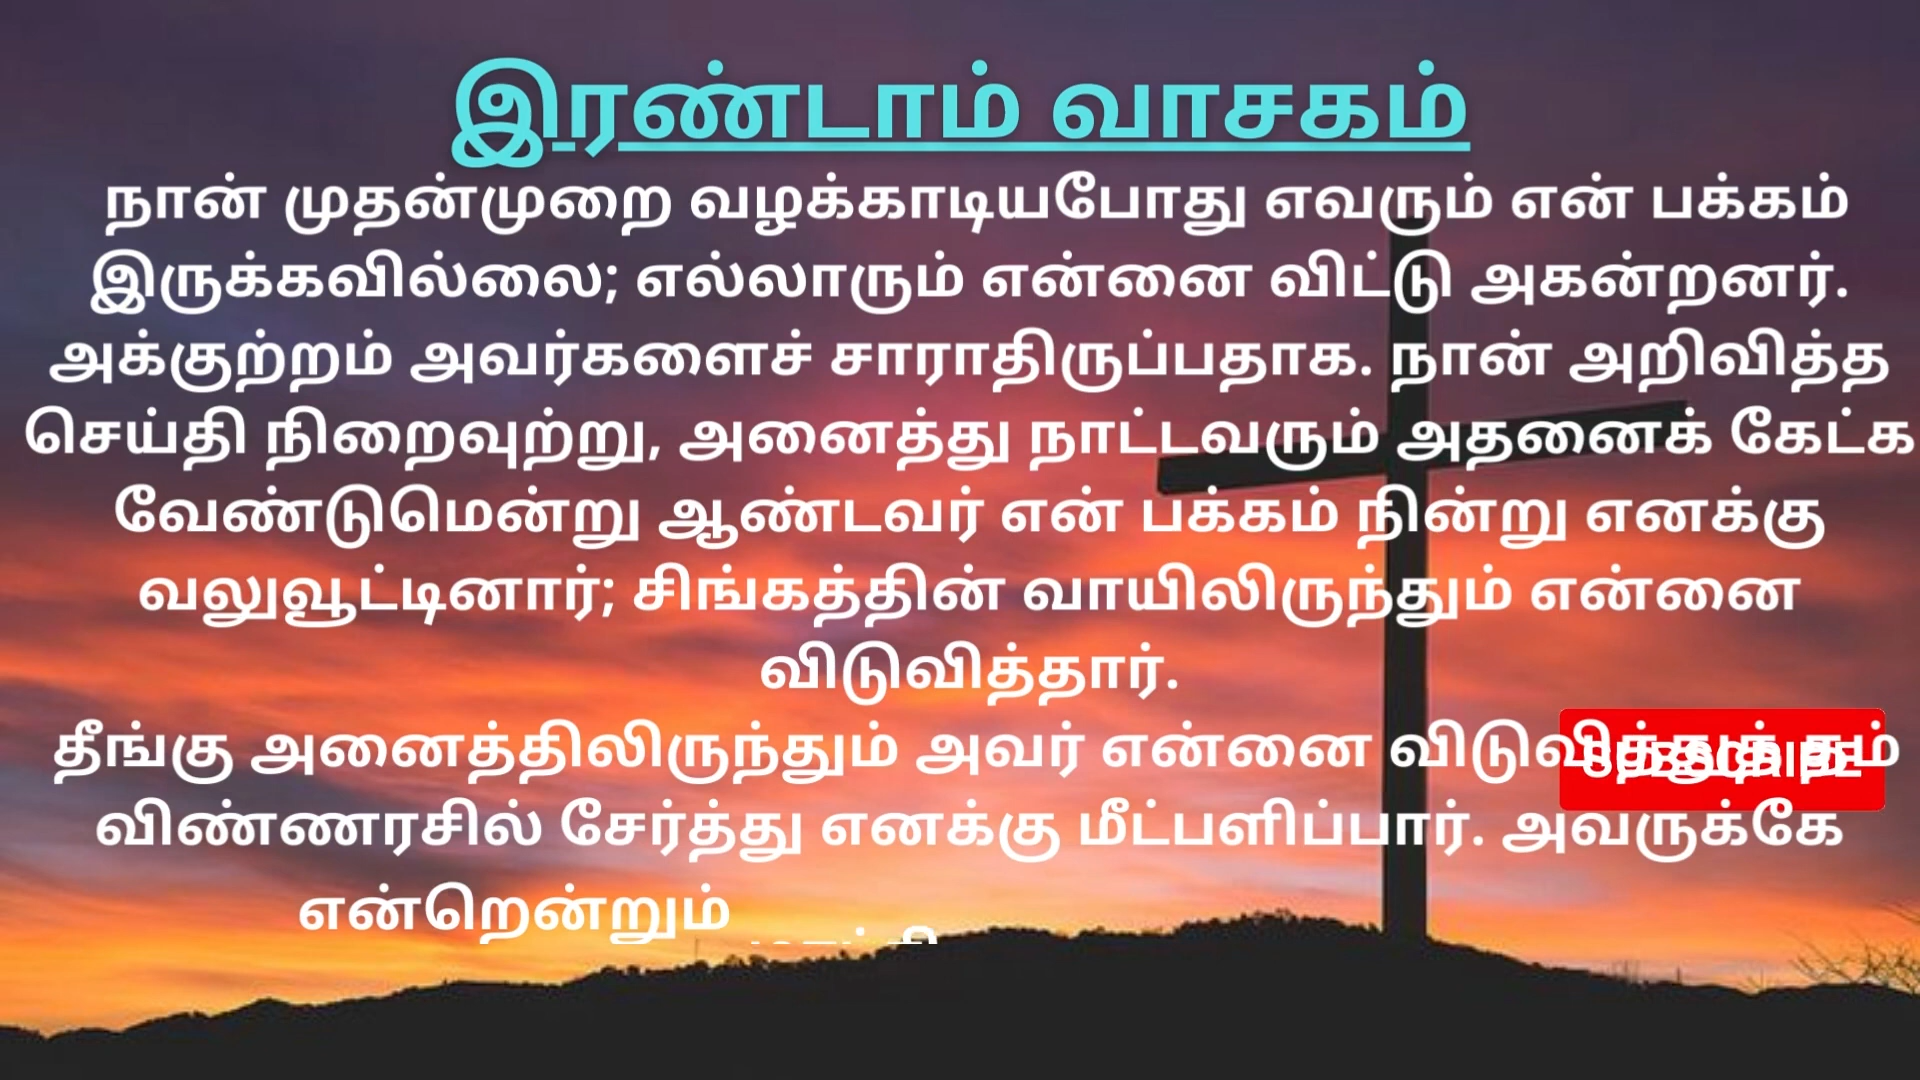 இரண்டாம் வாசகம்
நான் முதன்முறை வழக்காடியபோது எவரும் என் பக்கம்
இருக்கவில்லை; எல்லாரும் என்னை விட்டு அகன்றனர்.
அக்குற்றம் அவர்களைச் சாராதிருப்பதாக. நான் அறிவித்த
செய்தி நிறைவுற்று, அனைத்து நாட்டவரும் அதனைக் கேட்க
வேண்டுமென்று ஆண்டவர் என் பக்கம் நின்று எனக்கு
வலுவூட்டினார்; சிங்கத்தின் வாயிலிருந்தும் என்னை
விடுவித்தார்.
தீங்கு அனைத்திலிருந்தும் அவர் என்னை விடுவித்துத் தம்
SUBSCRIBE
விண்ணரசில் சேர்த்து எனக்கு மீட்பளிப்பார். அவருக்கே
என்றென்றும்